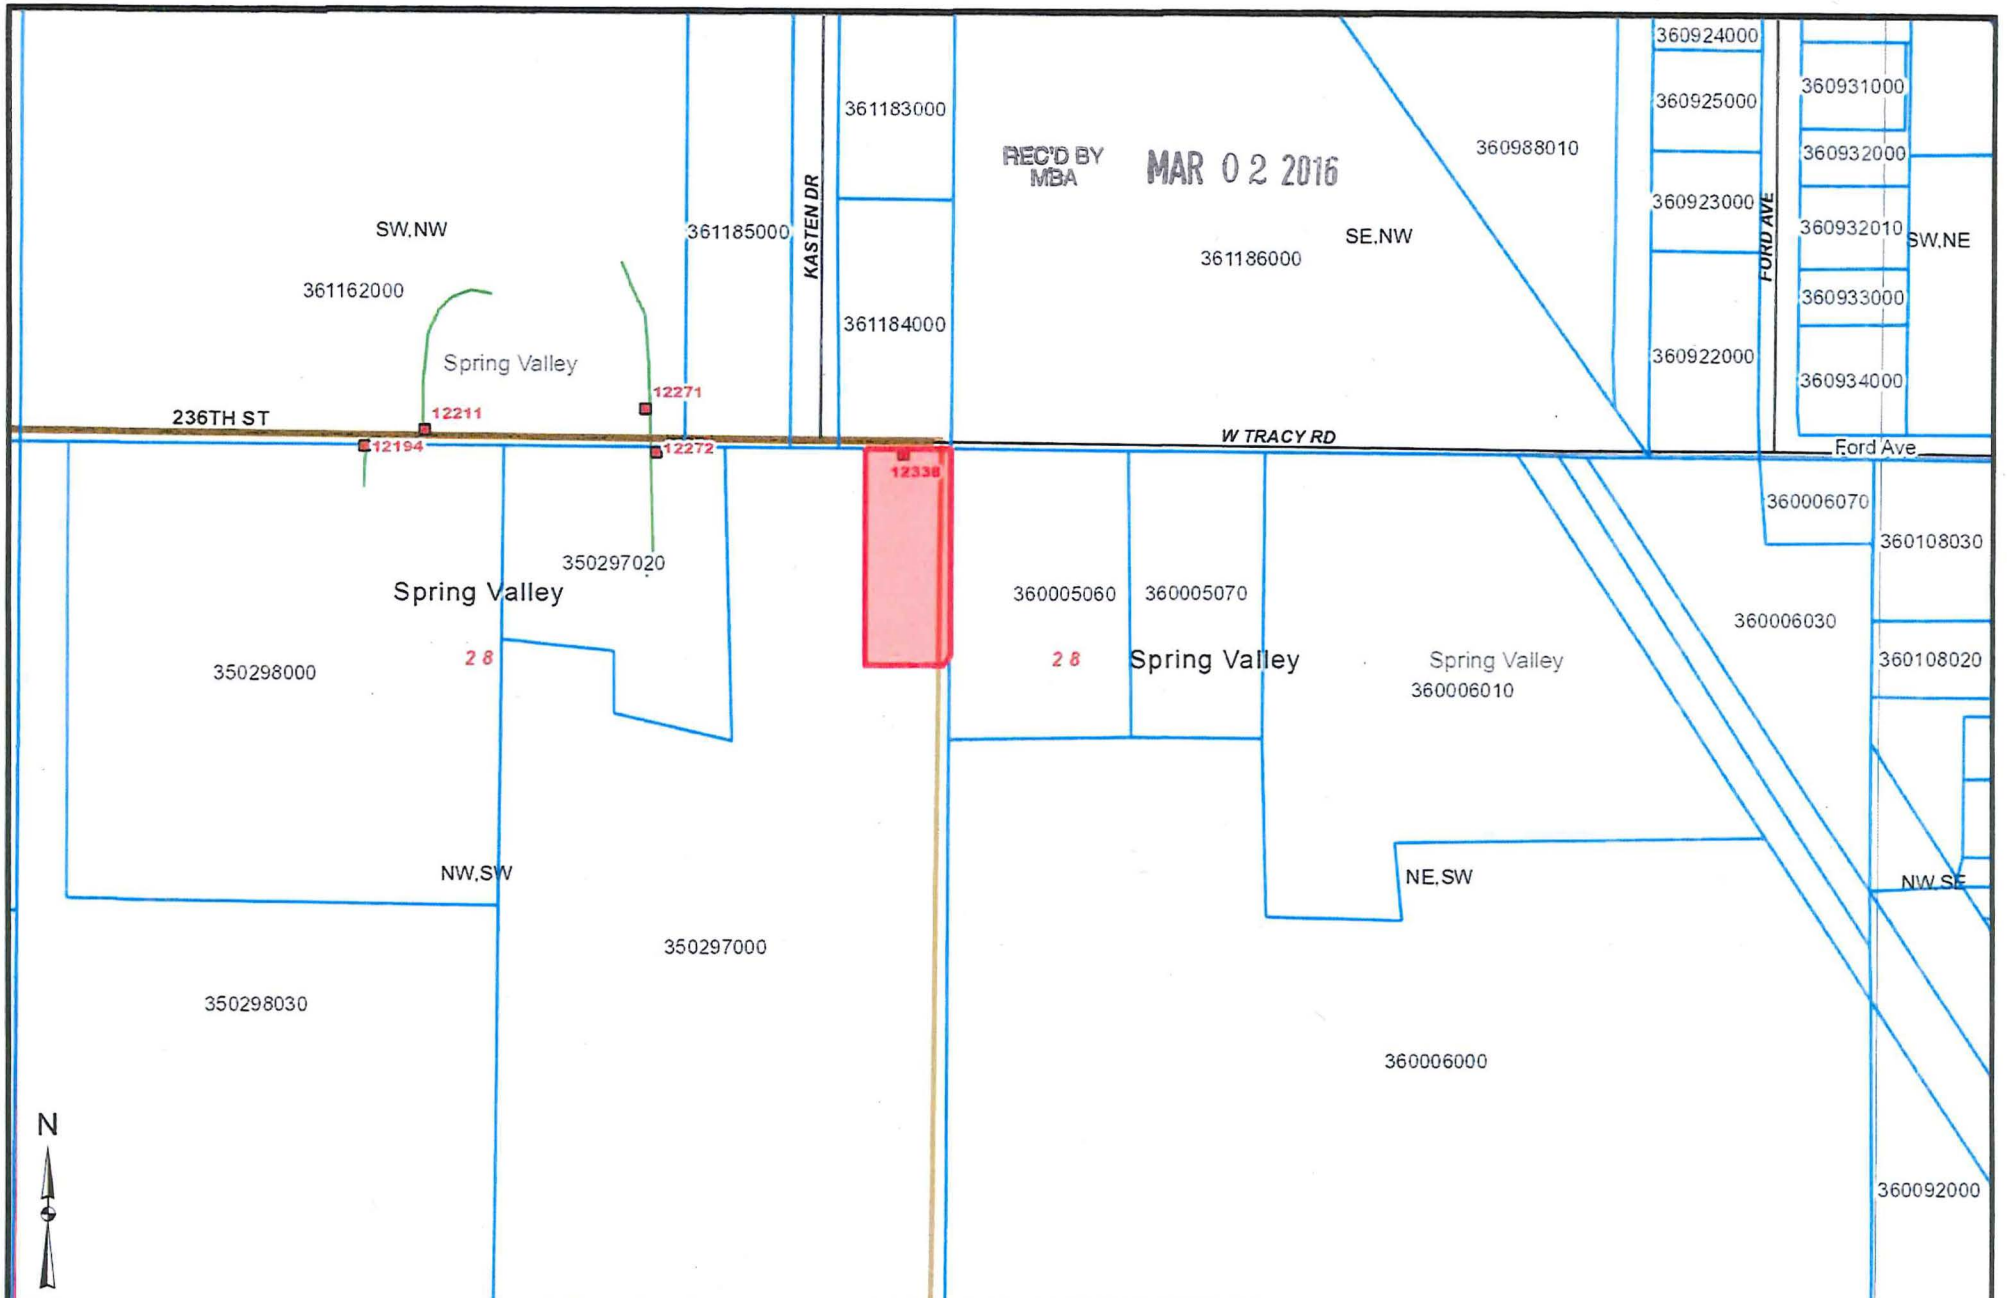 360924000
360931000
361183000
360925000
360988010
REC'D BY
MBA
MAR 02 2016
360932000
KASTEN DR
360923000
FORD AVE
SW,NW
361185000
SE,NW
360932010
SW,NE
361186000
361162000
360933000
361184000
Spring Valley
360922000
360934000
12271
12211
236TH ST
W TRACY RD
12194
12272
Ford Ave
12338
360006070
360108030
350297020
Spring Valley
360005060
360005070
360006030
28
28
Spring Valley
Spring Valley
360108020
350298000
360006010
NW,SW
NE,SW
NW,SE
350297000
350298030
360006000
N
360092000